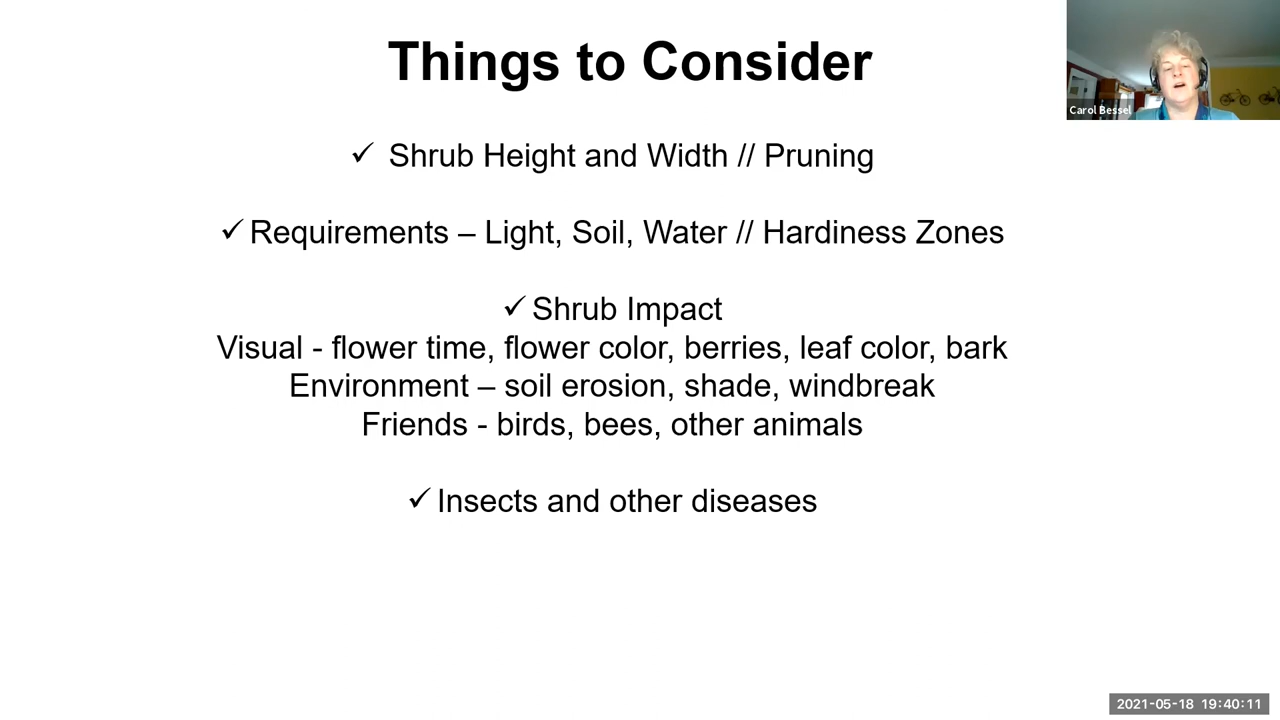 Things to Consider
Carol Bessel
✓ Shrub Height and Width // Pruning
✓ Requirements – Light, Soil, Water // Hardiness Zones
✓ Shrub Impact
Visual - flower time, flower color, berries, leaf color, bark
Environment – soil erosion, shade, windbreak
Friends - birds, bees, other animals
✓ Insects and other diseases
2021-05-18 19:40:11